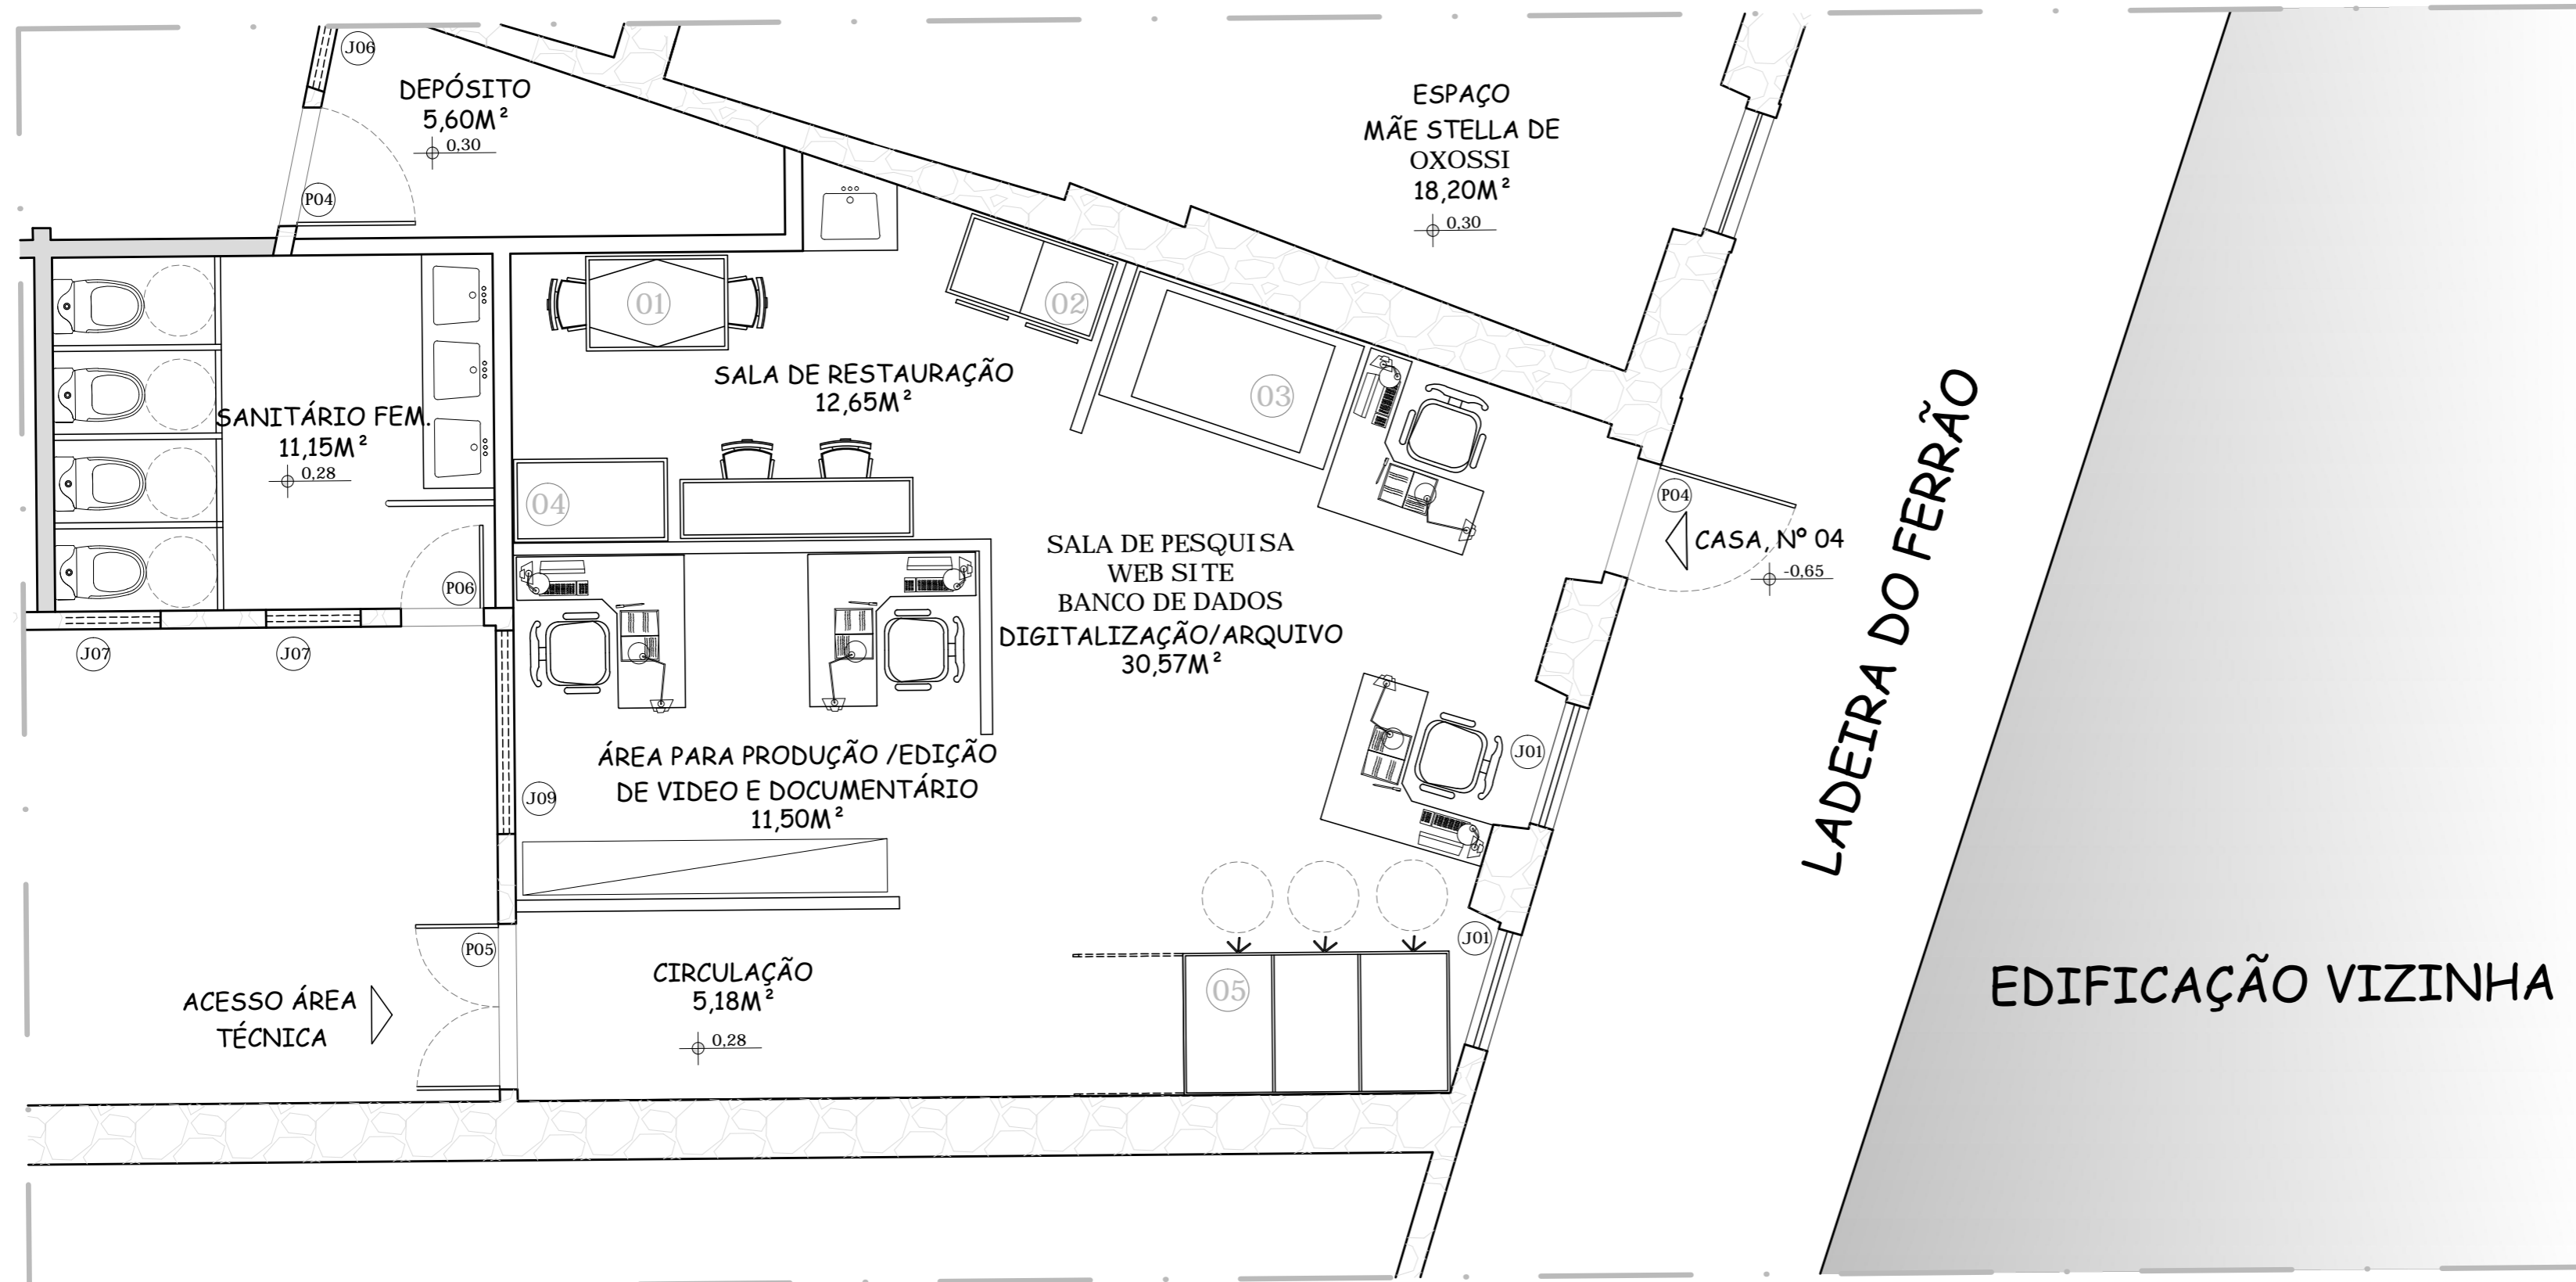 J06
DEPÓSITO
5,60M²
0,30
P04
ESPAÇO
MÃE STELLA DE
OXOSSI
18,20M²
0,30
01
02
03
SALA DE RESTAURAÇÃO
12,65M²
SANITÁRIO FEM.
11,15M²
0,28
04
P06
J07
J07
SALA DE PESQUISA
WEB SITE
BANCO DE DADOS
DIGITALIZAÇÃO/ARQUIVO
30,57M²
P04
CASA, Nº 04
-0,65
LADEIRA DO FERRÃO
ÁREA PARA PRODUÇÃO /EDIÇÃO
DE VIDEO E DOCUMENTÁRIO
11,50M²
J09
J01
J01
P05
CIRCULAÇÃO
5,18M²
0,28
ACESSO ÁREA
TÉCNICA
05
EDIFICAÇÃO VIZINHA